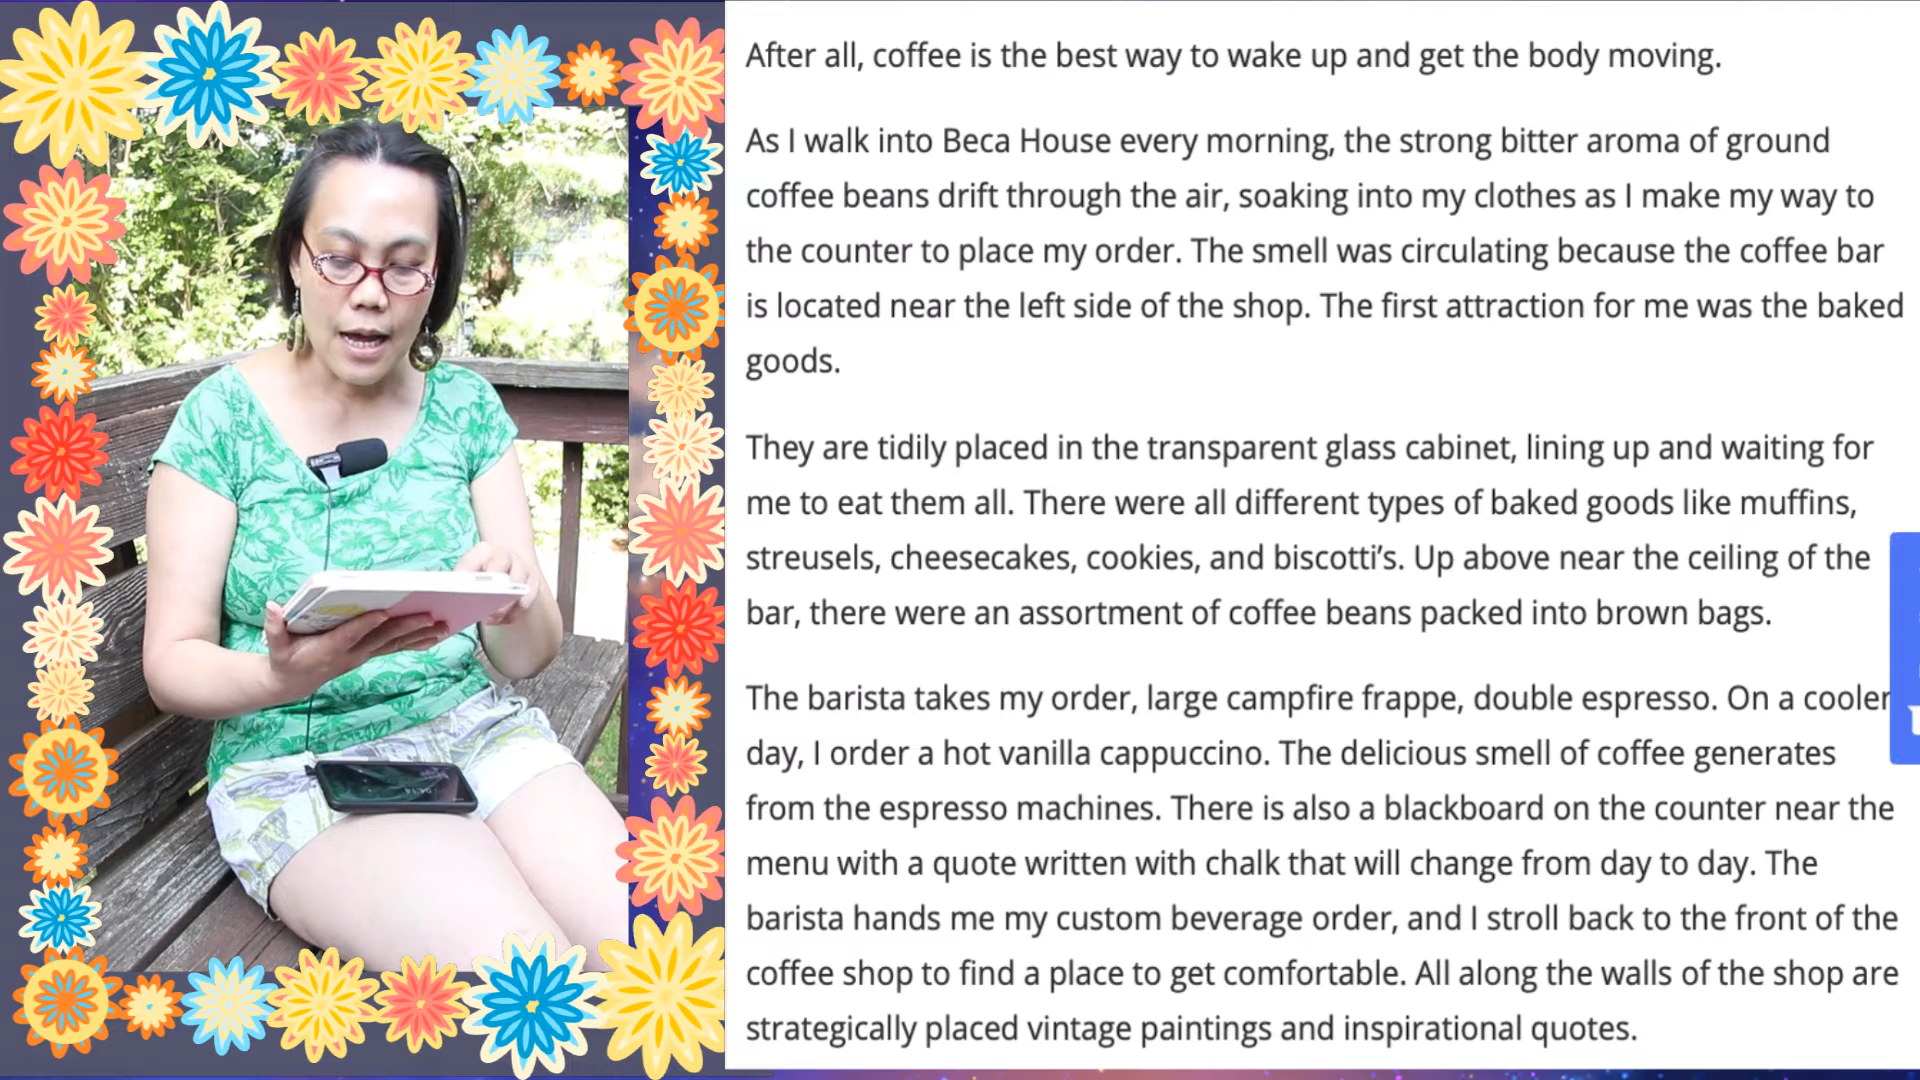 After all, coffee is the best way to wake up and get the body moving.
As I walk into Beca House every morning, the strong bitter aroma of ground
coffee beans drift through the air, soaking into my clothes as I make my way to
the counter to place my order. The smell was circulating because the coffee bar
is located near the left side of the shop. The first attraction for me was the baked
goods.
They are tidily placed in the transparent glass cabinet, lining up and waiting for
me to eat them all. There were all different types of baked goods like muffins,
streusels, cheesecakes, cookies, and biscotti’s. Up above near the ceiling of the
bar, there were an assortment of coffee beans packed into brown bags.
The barista takes my order, large campfire frappe, double espresso. On a cooler
day, I order a hot vanilla cappuccino. The delicious smell of coffee generates
from the espresso machines. There is also a blackboard on the counter near the
menu with a quote written with chalk that will change from day to day. The
barista hands me my custom beverage order, and I stroll back to the front of the
coffee shop to find a place to get comfortable. All along the walls of the shop are
strategically placed vintage paintings and inspirational quotes.